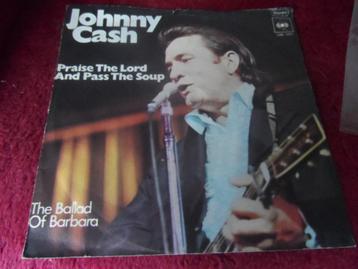 Johnny
Cash
Praise The Lord
And Pass The Soup
The Ballad
Of Barbara